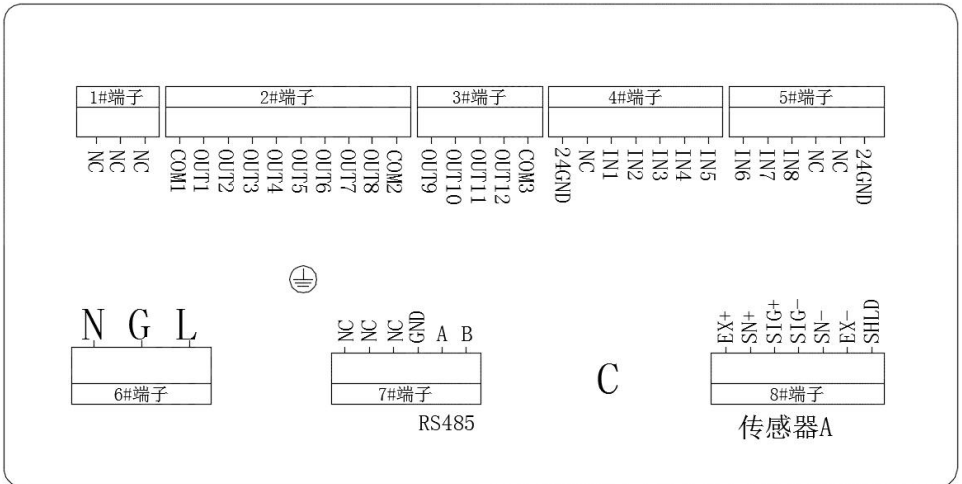 1#端子 2#端子 3#端子 4#端子 5#端子
NC NC NC COM1 OUT1 OUT2 OUT3 OUT4 OUT5 OUT6 OUT7 OUT8 COM2 OUT9 OUT10 OUT11 OUT12 COM3 24GND NC IN1 IN2 IN3 IN4 IN5 IN6 IN7 IN8 NC NC 24GND
N G L NC NC NC GND A B EX+ SN+ SIG+ SIG- SN- EX- SHLD
C
6#端子 7#端子 8#端子
RS485 传感器A